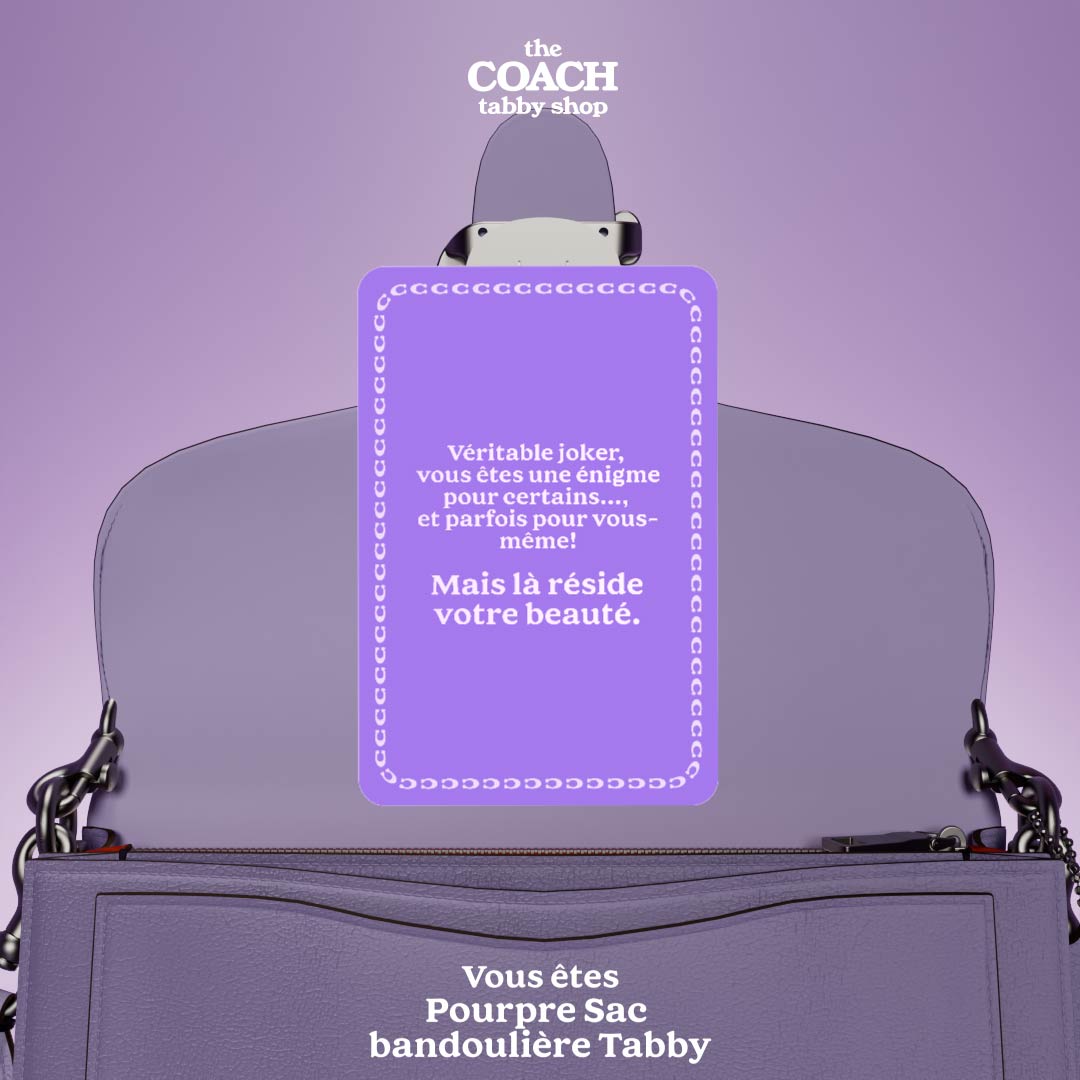 the
COACH
tabby shop
Véritable joker,
vous êtes une énigme
pour certains...,
et parfois pour vous-
même!
Mais là réside
votre beauté.
Vous êtes
Pourpre Sac
bandoulière Tabby